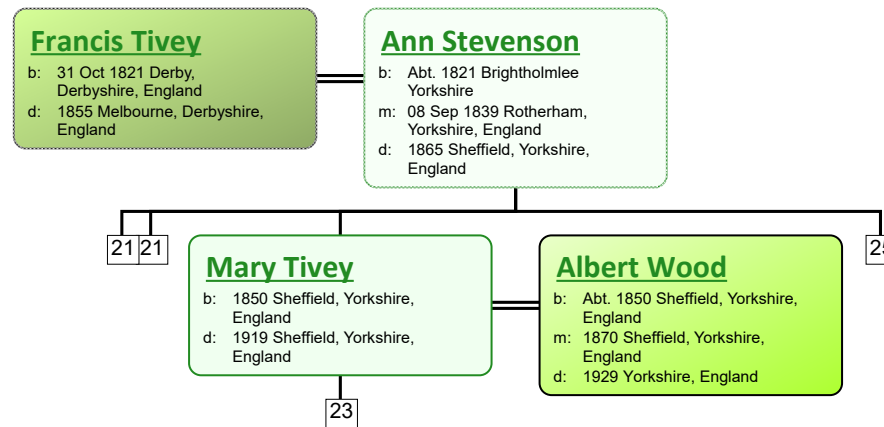 Francis Tivey
b: 31 Oct 1821 Derby,
Derbyshire, England
d: 1855 Melbourne, Derbyshire,
England
Ann Stevenson
b: Abt. 1821 Brightholmlee
Yorkshire
m: 08 Sep 1839 Rotherham,
Yorkshire, England
d: 1865 Sheffield, Yorkshire,
England
21 21
Mary Tivey
b: 1850 Sheffield, Yorkshire,
England
d: 1919 Sheffield, Yorkshire,
England
Albert Wood
b: Abt. 1850 Sheffield, Yorkshire,
England
m: 1870 Sheffield, Yorkshire,
England
d: 1929 Yorkshire, England
25
23